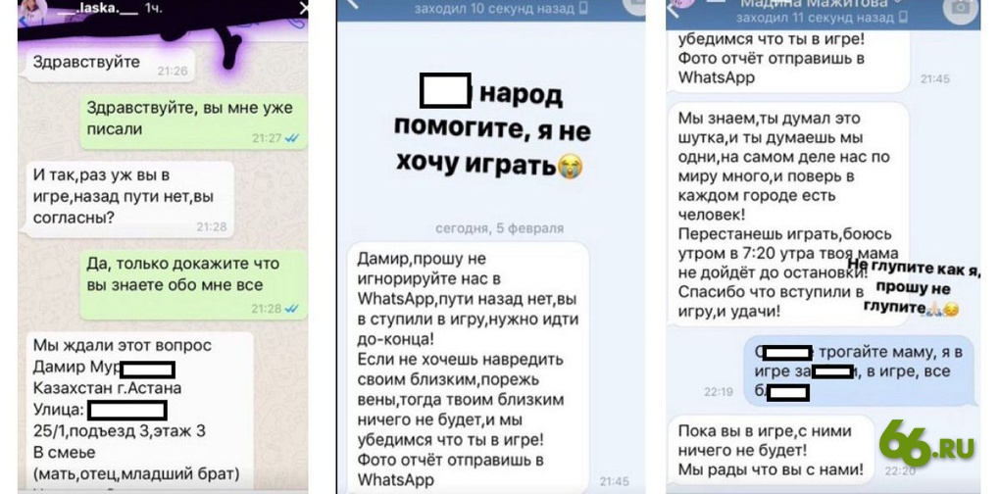 __.laska.__ 1ч.
Здравствуйте
21:26
Здравствуйте, вы мне уже
писали
21:27
И так,раз уж вы в
игре,назад пути нет,вы
согласны?
21:28
Да, только докажите что
вы знаете обо мне все
21:28
Мы ждали этот вопрос
Дамир Мур
Казахстан г.Астана
Улица:
25/1,подъезд 3,этаж 3
В смеье
(мать,отец,младший брат)
заходил 10 секунд назад
народ
помогите, я не
хочу играть😭
сегодня, 5 февраля
Дамир,прошу не
игнорируйте нас в
WhatsApp,пути назад нет,вы
в ступили в игру,нужно идти
до-конца!
Если не хочешь навредить
своим близким,порежь
вены,тогда твоим близким
ничего не будет,и мы
убедимся что ты в игре!
Фото отчёт отправишь в
WhatsApp
21:45
Мадина Мажитова
заходил 11 секунд назад
убедимся что ты в игре!
Фото отчёт отправишь в
WhatsApp
21:45
Мы знаем,ты думал это
шутка,и ты думаешь мы
одни,на самом деле нас по
миру много,и поверь в
каждом городе есть
человек!
Перестанешь играть,боюсь
утром в 7:20 утра твоя мама
не дойдёт до остановки!
Спасибо что вступили в
игру,и удачи!
Не глупите как я,
прошу не
глупите🙏🏻😔
С трогайте маму, я в
игре за и, в игре, все
бл
22:19
Пока вы в игре,с ними
ничего не будет!
Мы рады что вы с нами!
22:20
66.RU